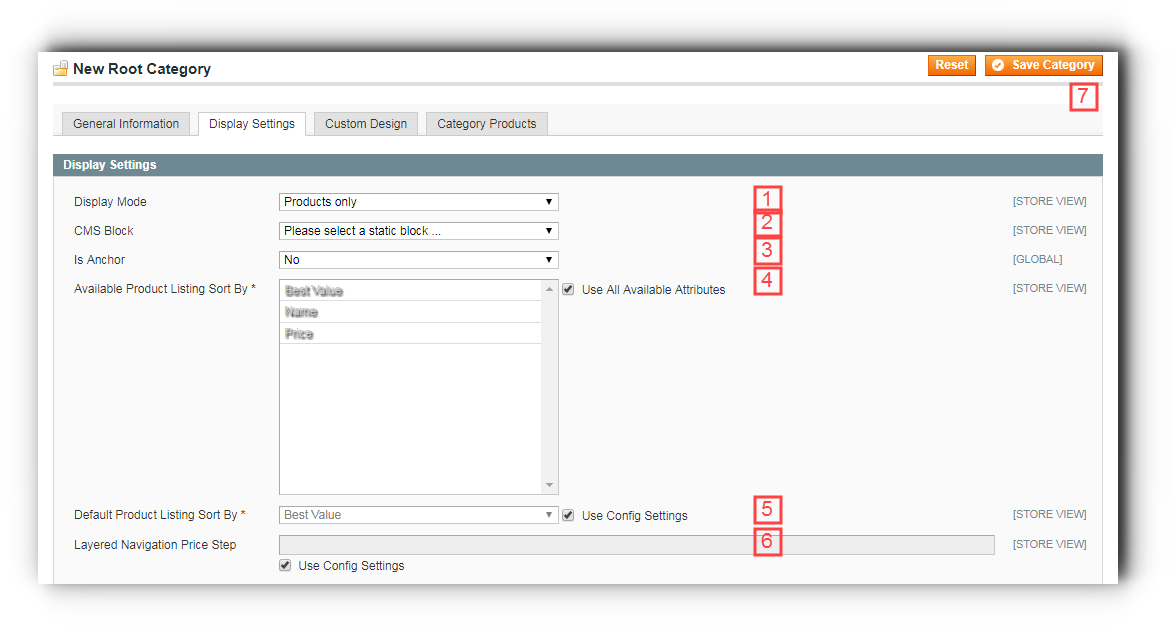 New Root Category
Reset
Save Category
7
General Information
Display Settings
Custom Design
Category Products
Display Settings
Display Mode
Products only
1
[STORE VIEW]
CMS Block
Please select a static block ...
2
[STORE VIEW]
Is Anchor
No
3
[GLOBAL]
Available Product Listing Sort By *
Best Value
Name
Price
Use All Available Attributes
4
[STORE VIEW]
Default Product Listing Sort By *
Best Value
Use Config Settings
5
[STORE VIEW]
Layered Navigation Price Step
6
[STORE VIEW]
Use Config Settings